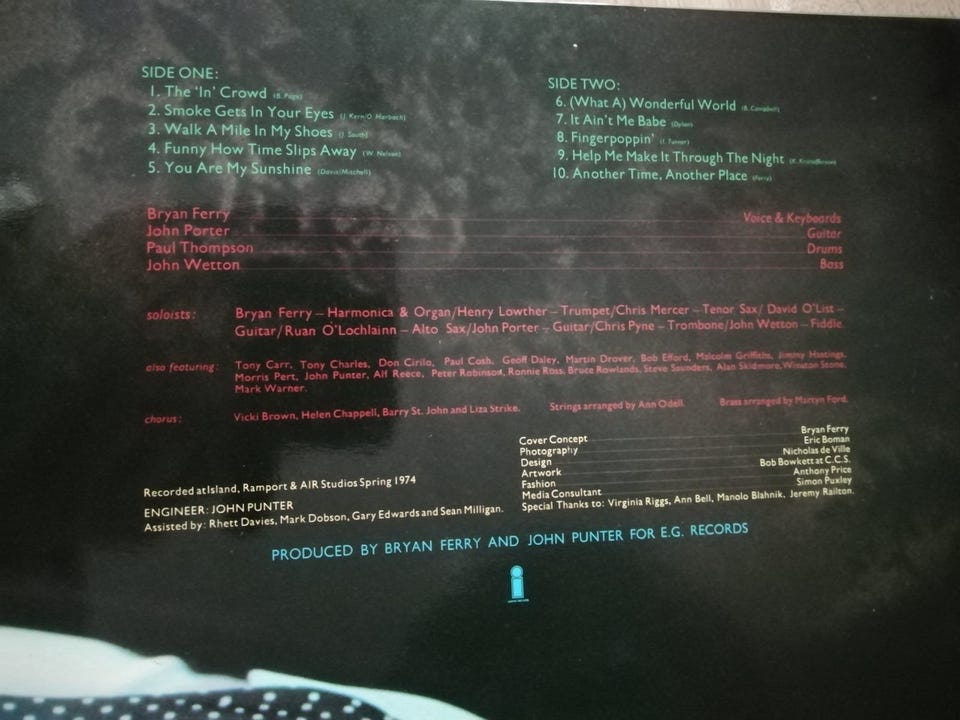 SIDE ONE:
1. The 'In' Crowd (B. Page)
2. Smoke Gets In Your Eyes (J. Kern/O. Harbach)
3. Walk A Mile In My Shoes (J. South)
4. Funny How Time Slips Away (W. Nelson)
5. You Are My Sunshine (Davis/Mitchell)
SIDE TWO:
6. (What A) Wonderful World (B. Campbell)
7. It Ain't Me Babe (Dylan)
8. Fingerpoppin' (I. Turner)
9. Help Me Make It Through The Night (K. Kristofferson)
10. Another Time, Another Place (Ferry)
Bryan Ferry Voice & Keyboards
John Porter Guitar
Paul Thompson Drums
John Wetton Bass
soloists: Bryan Ferry – Harmonica & Organ/Henry Lowther – Trumpet/Chris Mercer – Tenor Sax/ David O'List –
Guitar/Ruan O'Lochlainn – Alto Sax/John Porter – Guitar/Chris Pyne – Trombone/John Wetton – Fiddle.
also featuring: Tony Carr, Tony Charles, Don Cirilo, Paul Cosh, Geoff Daley, Martin Drover, Bob Efford, Malcolm Griffiths, Jimmy Hastings,
Morris Pert, John Punter, Alf Reece, Peter Robinson, Ronnie Ross, Bruce Rowlands, Steve Saunders, Alan Skidmore, Winston Stone,
Mark Warner.
chorus: Vicki Brown, Helen Chappell, Barry St. John and Liza Strike. Strings arranged by Ann Odell. Brass arranged by Martyn Ford.
Cover Concept Bryan Ferry
Photography Eric Boman
Design Nicholas de Ville
Artwork Bob Bowkett at C.C.S.
Fashion Anthony Price
Media Consultant Simon Puxley
Special Thanks to: Virginia Riggs, Ann Bell, Manolo Blahnik, Jeremy Railton.
Recorded at Island, Ramport & AIR Studios Spring 1974
ENGINEER: JOHN PUNTER
Assisted by: Rhett Davies, Mark Dobson, Gary Edwards and Sean Milligan.
PRODUCED BY BRYAN FERRY AND JOHN PUNTER FOR E.G. RECORDS
i